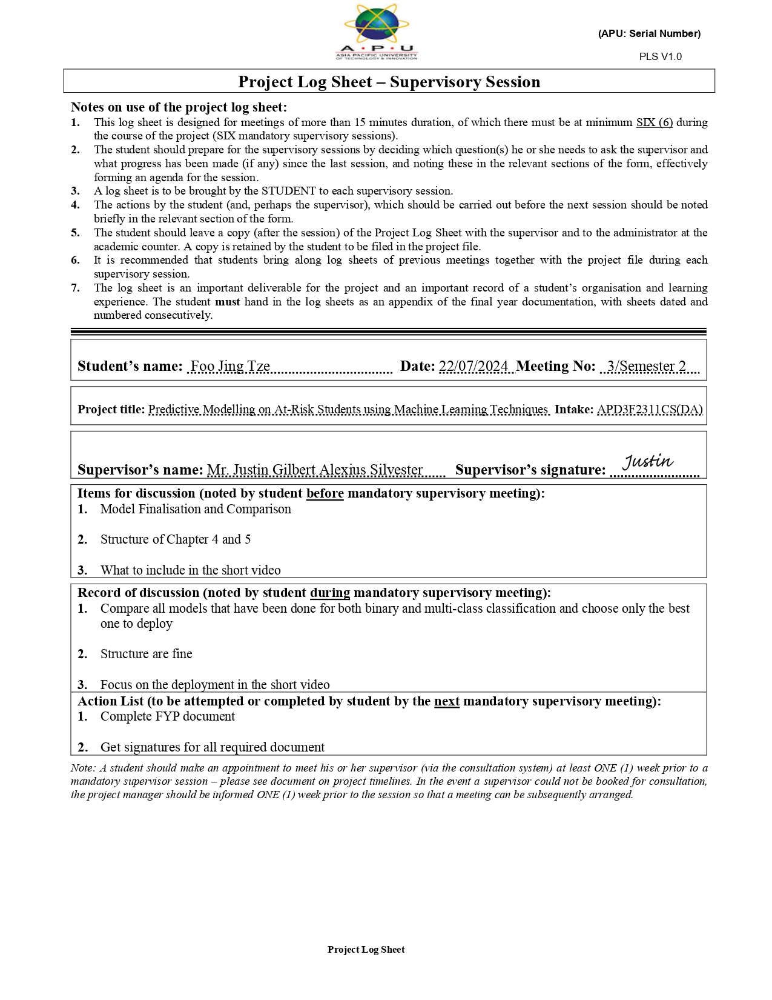 A · P · U
ASIA PACIFIC UNIVERSITY
OF TECHNOLOGY & INNOVATION
(APU: Serial Number)
PLS V1.0
Project Log Sheet – Supervisory Session
Notes on use of the project log sheet:
1. This log sheet is designed for meetings of more than 15 minutes duration, of which there must be at minimum SIX (6) during
the course of the project (SIX mandatory supervisory sessions).
2. The student should prepare for the supervisory sessions by deciding which question(s) he or she needs to ask the supervisor and
what progress has been made (if any) since the last session, and noting these in the relevant sections of the form, effectively
forming an agenda for the session.
3. A log sheet is to be brought by the STUDENT to each supervisory session.
4. The actions by the student (and, perhaps the supervisor), which should be carried out before the next session should be noted
briefly in the relevant section of the form.
5. The student should leave a copy (after the session) of the Project Log Sheet with the supervisor and to the administrator at the
academic counter. A copy is retained by the student to be filed in the project file.
6. It is recommended that students bring along log sheets of previous meetings together with the project file during each
supervisory session.
7. The log sheet is an important deliverable for the project and an important record of a student’s organisation and learning
experience. The student must hand in the log sheets as an appendix of the final year documentation, with sheets dated and
numbered consecutively.
Student’s name: Foo Jing Tze Date: 22/07/2024 Meeting No: 3/Semester 2
Project title: Predictive Modelling on At-Risk Students using Machine Learning Techniques Intake: APD3F2311CS(DA)
Supervisor’s name: Mr. Justin Gilbert Alexius Silvester Supervisor’s signature: Justin
Items for discussion (noted by student before mandatory supervisory meeting):
1. Model Finalisation and Comparison
2. Structure of Chapter 4 and 5
3. What to include in the short video
Record of discussion (noted by student during mandatory supervisory meeting):
1. Compare all models that have been done for both binary and multi-class classification and choose only the best
one to deploy
2. Structure are fine
3. Focus on the deployment in the short video
Action List (to be attempted or completed by student by the next mandatory supervisory meeting):
1. Complete FYP document
2. Get signatures for all required document
Note: A student should make an appointment to meet his or her supervisor (via the consultation system) at least ONE (1) week prior to a
mandatory supervisor session – please see document on project timelines. In the event a supervisor could not be booked for consultation,
the project manager should be informed ONE (1) week prior to the session so that a meeting can be subsequently arranged.
Project Log Sheet